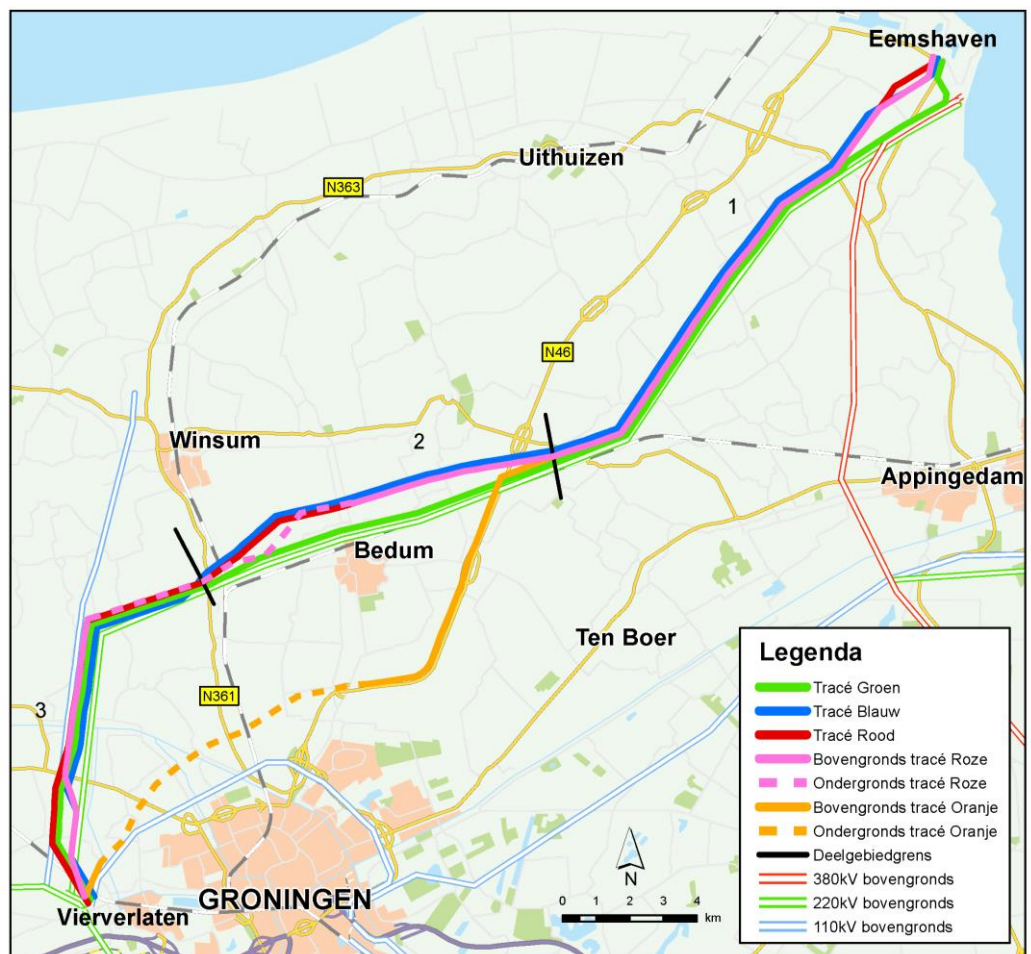 Eemshaven
Uithuizen
N363
1
N46
Winsum
2
Appingedam
Bedum
Ten Boer
N361
3
GRONINGEN
Vierverlaten
N
0 1 2 3 4
km
Legenda
Tracé Groen
Tracé Blauw
Tracé Rood
Bovengronds tracé Roze
Ondergronds tracé Roze
Bovengronds tracé Oranje
Ondergronds tracé Oranje
Deelgebiedgrens
380kV bovengronds
220kV bovengronds
110kV bovengronds